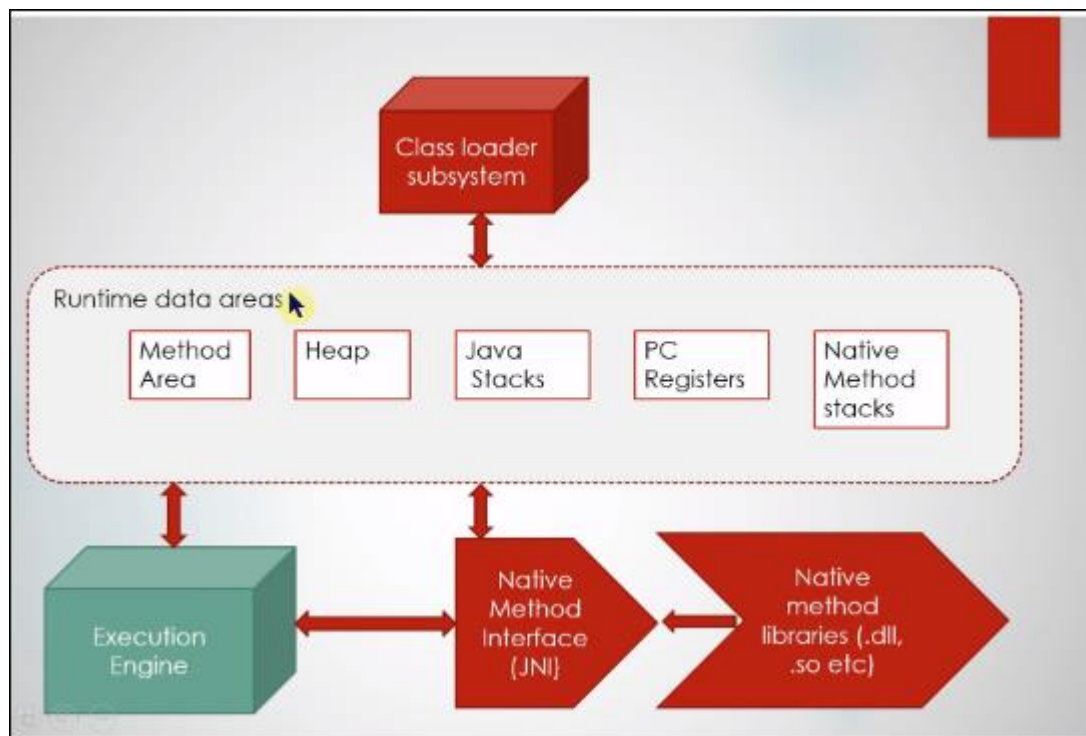 Class loader
subsystem
Runtime data areas
Method
Area
Heap
Java
Stacks
PC
Registers
Native
Method
stacks
Execution
Engine
Native
Method
Interface
(JNI}
Native
method
libraries (.dll,
.so etc)